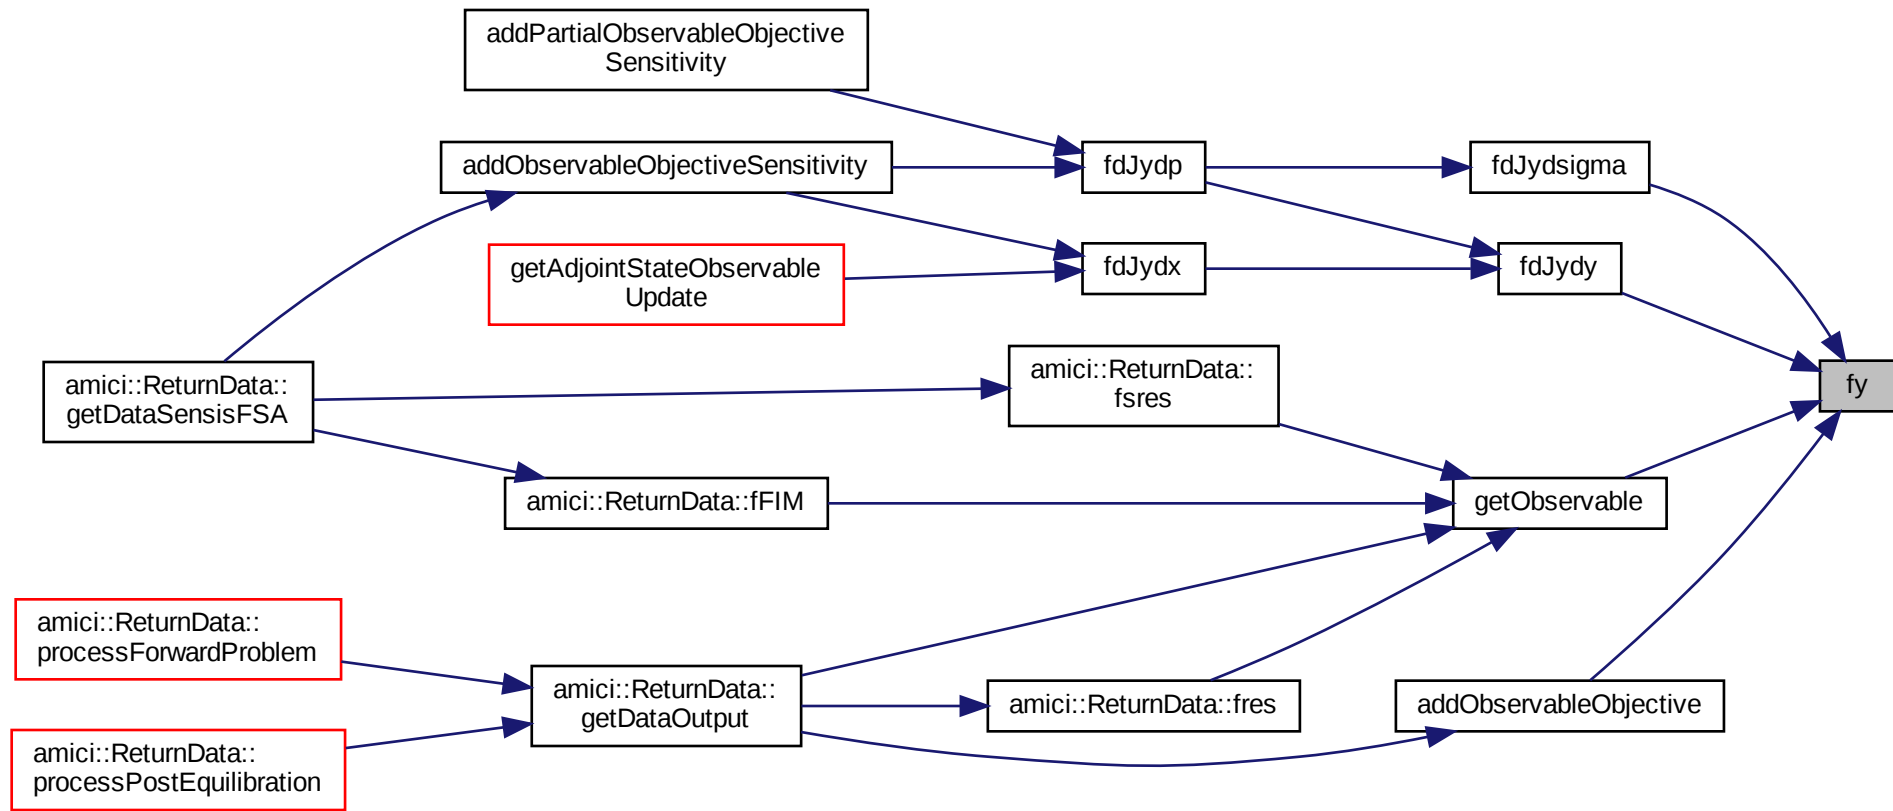 addPartialObservableObjective
Sensitivity
addObservableObjectiveSensitivity
fdJydp
fdJydsigma
getAdjointStateObservable
Update
fdJydx
fdJydy
amici::ReturnData::
getDataSensisFSA
amici::ReturnData::
fsres
fy
amici::ReturnData::fFIM
getObservable
amici::ReturnData::
processForwardProblem
amici::ReturnData::
getDataOutput
amici::ReturnData::fres
addObservableObjective
amici::ReturnData::
processPostEquilibration